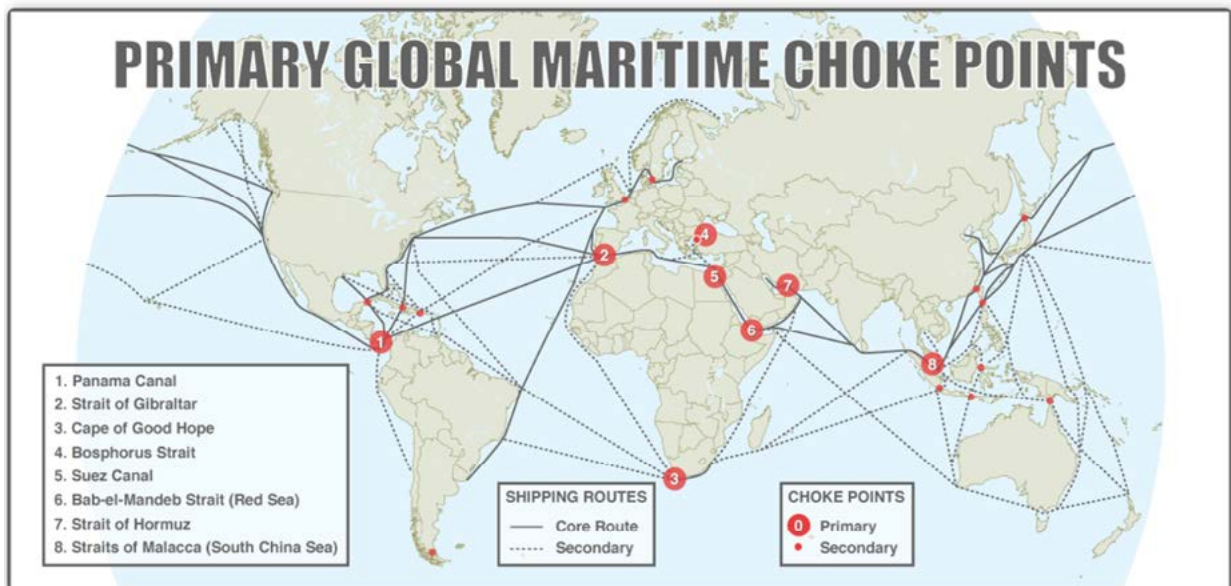 PRIMARY GLOBAL MARITIME CHOKE POINTS
4
2
5
7
6
1
8
3
1. Panama Canal
2. Strait of Gibraltar
3. Cape of Good Hope
4. Bosphorus Strait
5. Suez Canal
6. Bab-el-Mandeb Strait (Red Sea)
7. Strait of Hormuz
8. Straits of Malacca (South China Sea)
SHIPPING ROUTES
Core Route
Secondary
CHOKE POINTS
0 Primary
Secondary